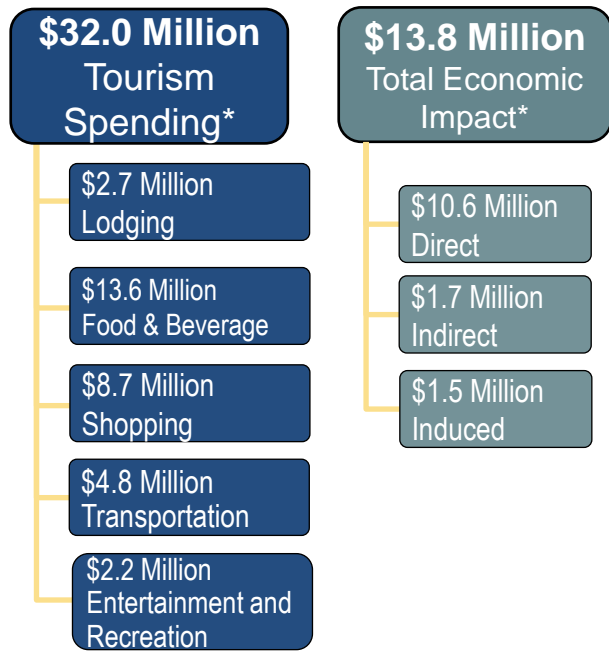 $32.0 Million
Tourism
Spending*
$2.7 Million
Lodging
$13.6 Million
Food & Beverage
$8.7 Million
Shopping
$4.8 Million
Transportation
$2.2 Million
Entertainment and
Recreation
$13.8 Million
Total Economic
Impact*
$10.6 Million
Direct
$1.7 Million
Indirect
$1.5 Million
Induced